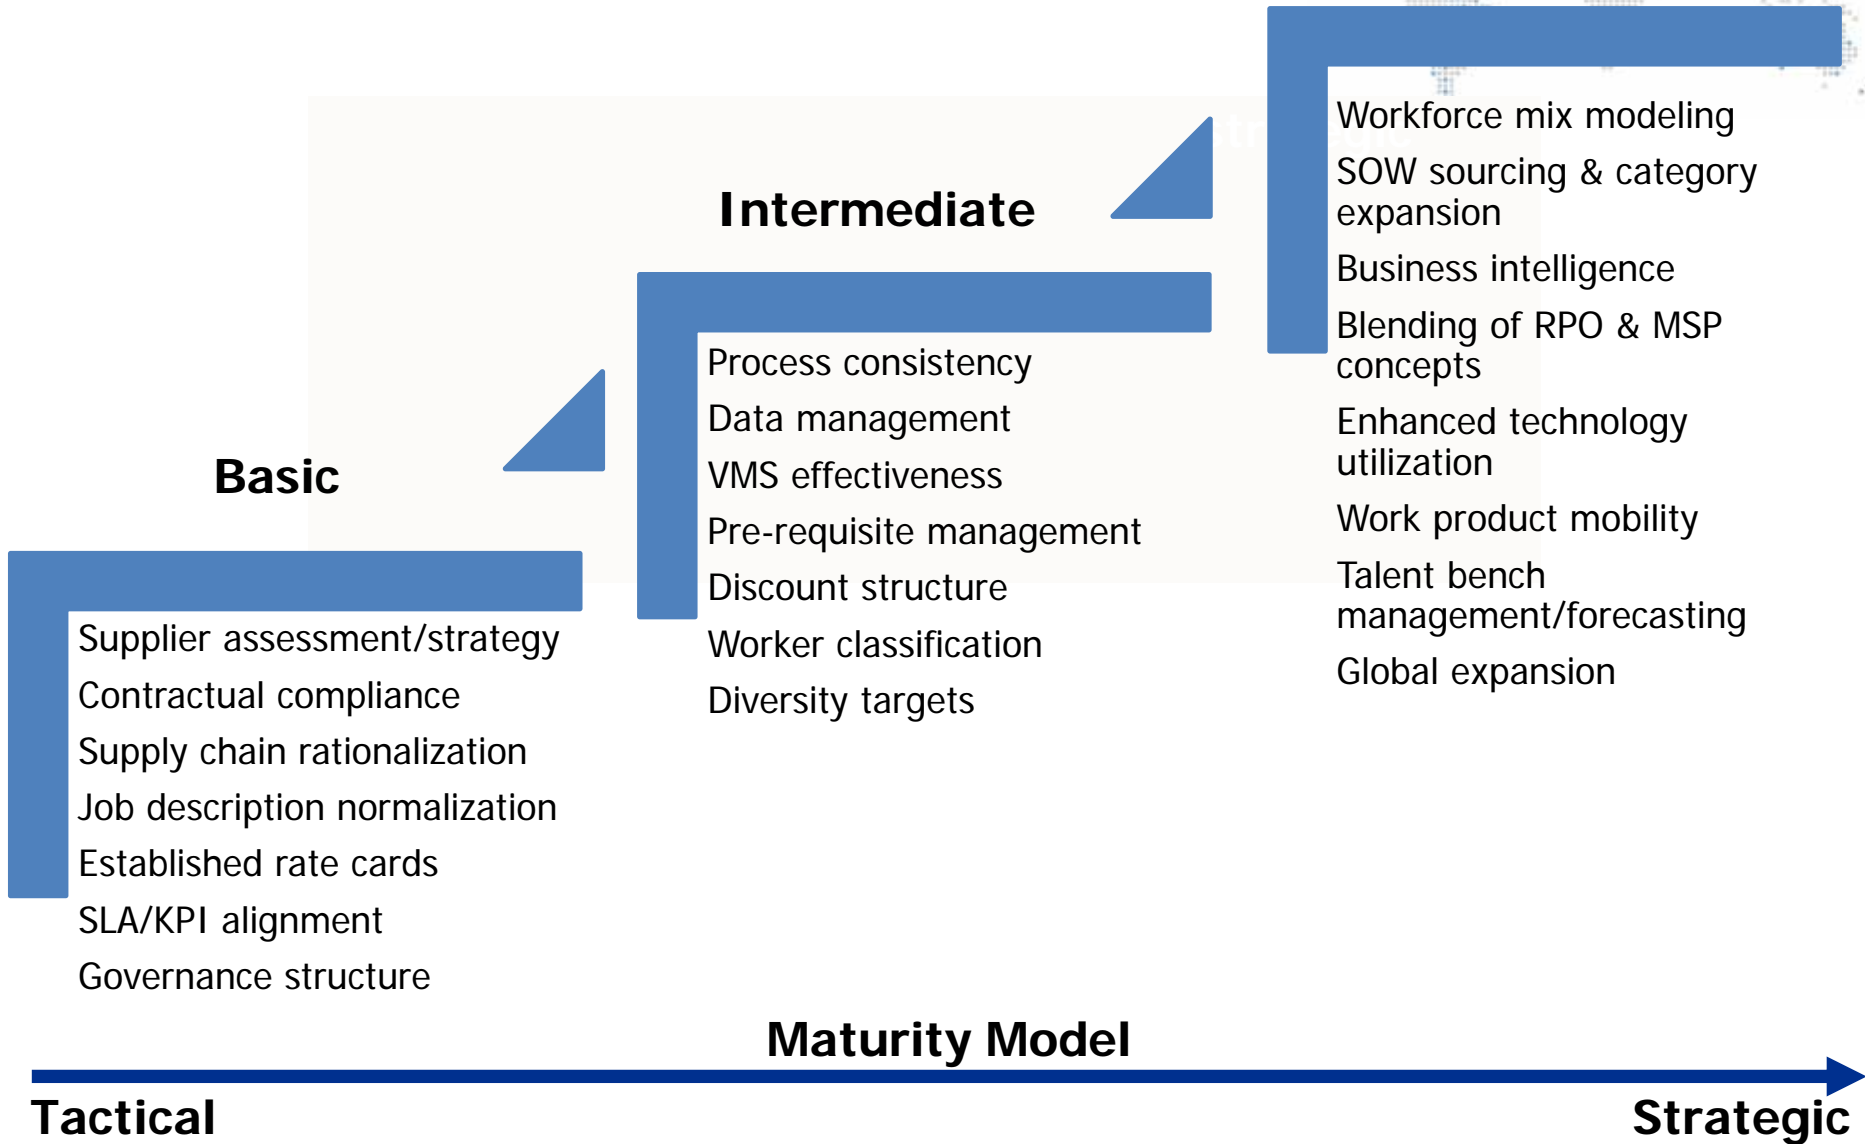 Basic
Supplier assessment/strategy
Contractual compliance
Supply chain rationalization
Job description normalization
Established rate cards
SLA/KPI alignment
Governance structure
Intermediate
Process consistency
Data management
VMS effectiveness
Pre-requisite management
Discount structure
Worker classification
Diversity targets
strategic
Workforce mix modeling
SOW sourcing & category
expansion
Business intelligence
Blending of RPO & MSP
concepts
Enhanced technology
utilization
Work product mobility
Talent bench
management/forecasting
Global expansion
Maturity Model
Tactical
Strategic